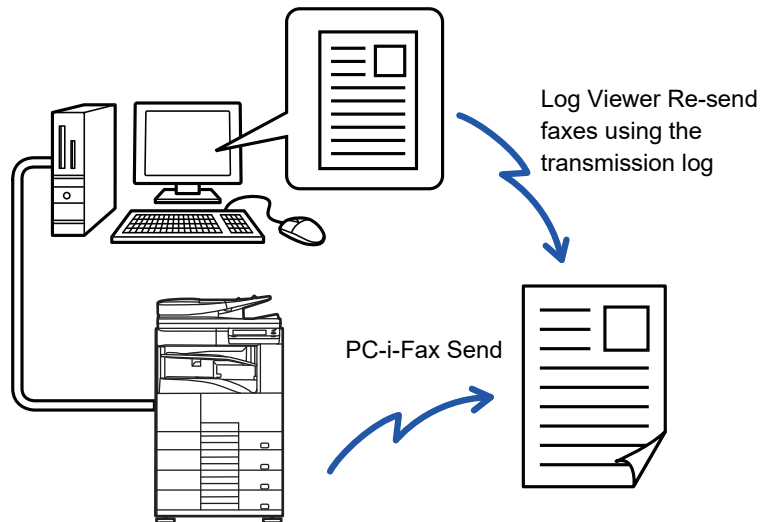 Log Viewer Re-send
faxes using the
transmission log
PC-i-Fax Send